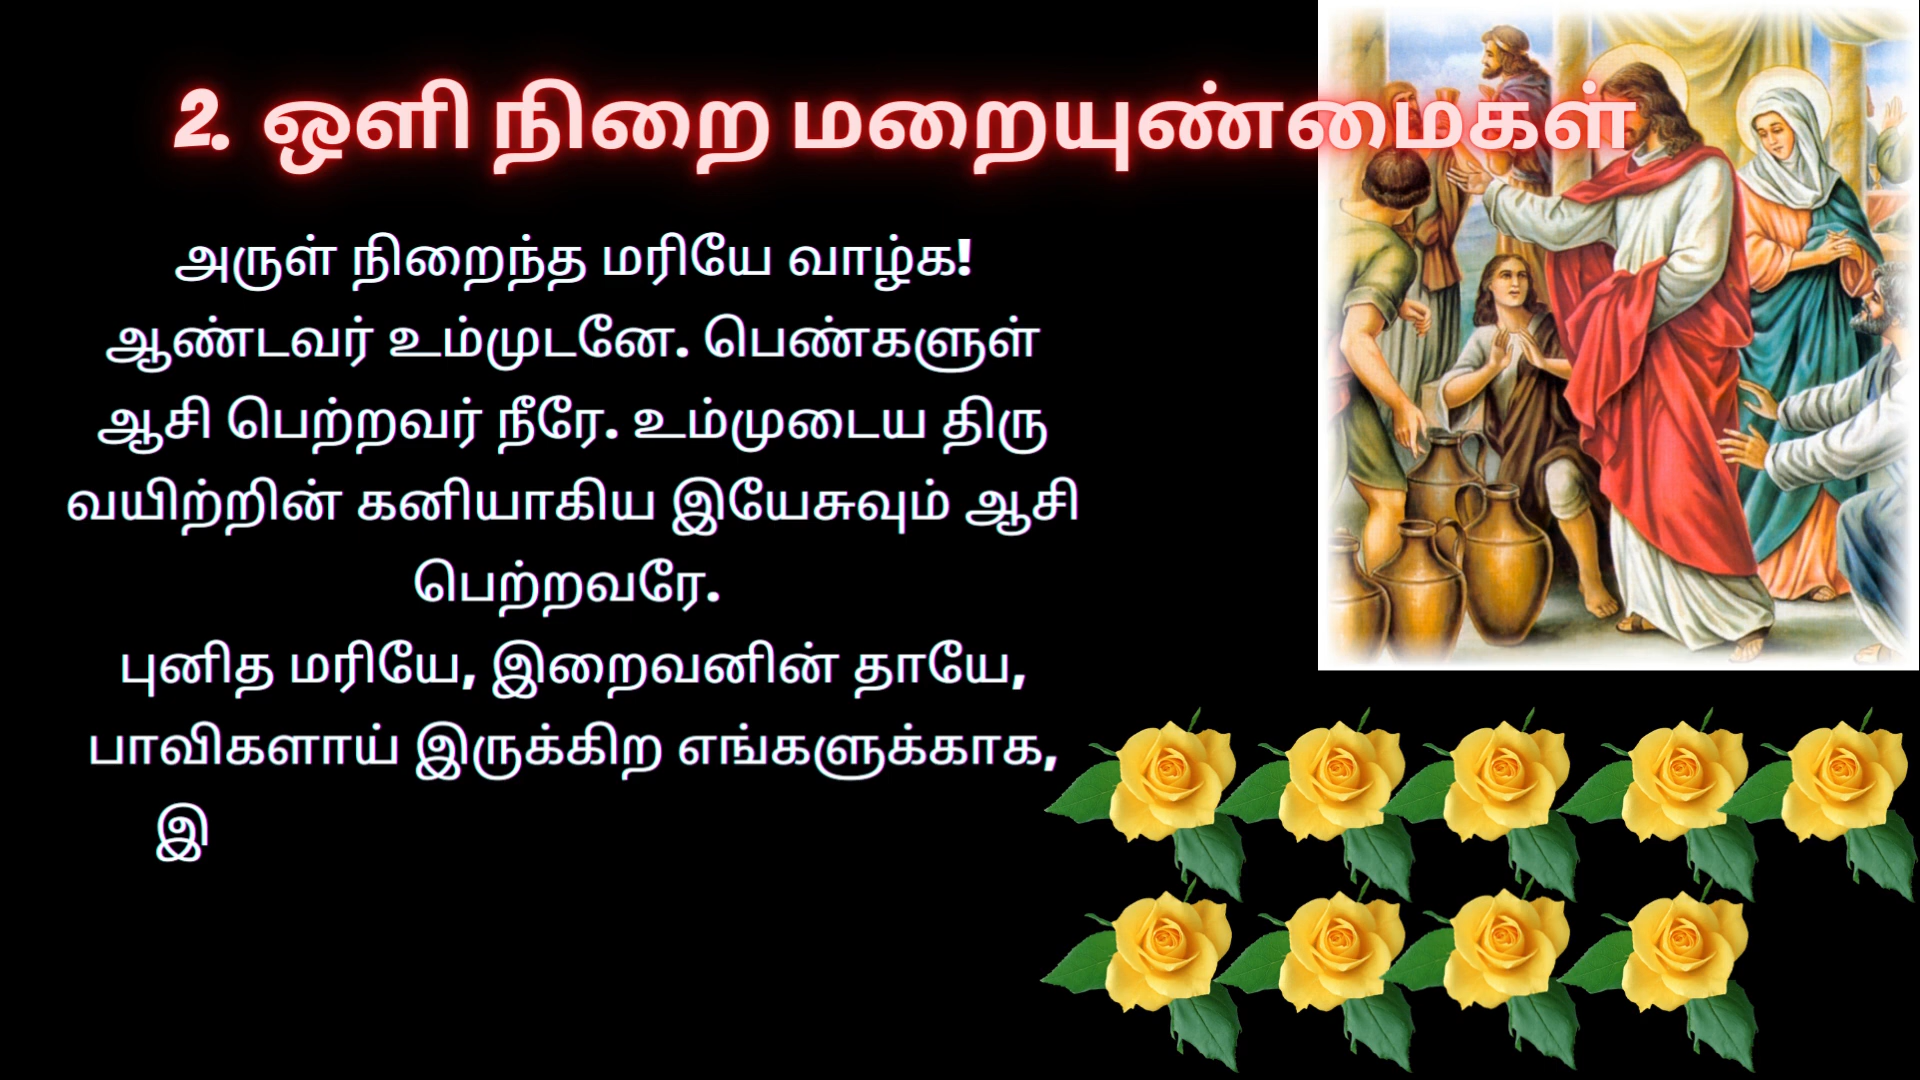 2. ஒளி நிறை மறையுண்மைகள்
அருள் நிறைந்த மரியே வாழ்க!
ஆண்டவர் உம்முடனே. பெண்களுள்
ஆசி பெற்றவர் நீரே. உம்முடைய திரு
வயிற்றின் கனியாகிய இயேசுவும் ஆசி
பெற்றவரே.
புனித மரியே, இறைவனின் தாயே,
பாவிகளாய் இருக்கிற எங்களுக்காக,
இ